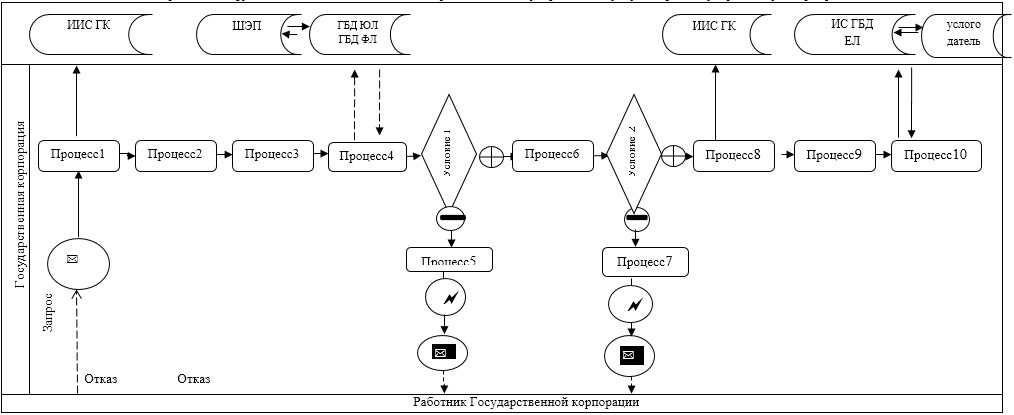 ИИС ГК
ШЭП
ГБД ЮЛ
ГБД ФЛ
ИИС ГК
ИС ГБД
ЕЛ
услого
датель
Государственная корпорация
Процесс1
Процесс2
Процесс3
Процесс4
Условие 1
Процесс6
Условие 2
Процесс8
Процесс9
Процесс10
Процесс5
Процесс7
Запрос
Отказ
Отказ
Работник Государственной корпорации